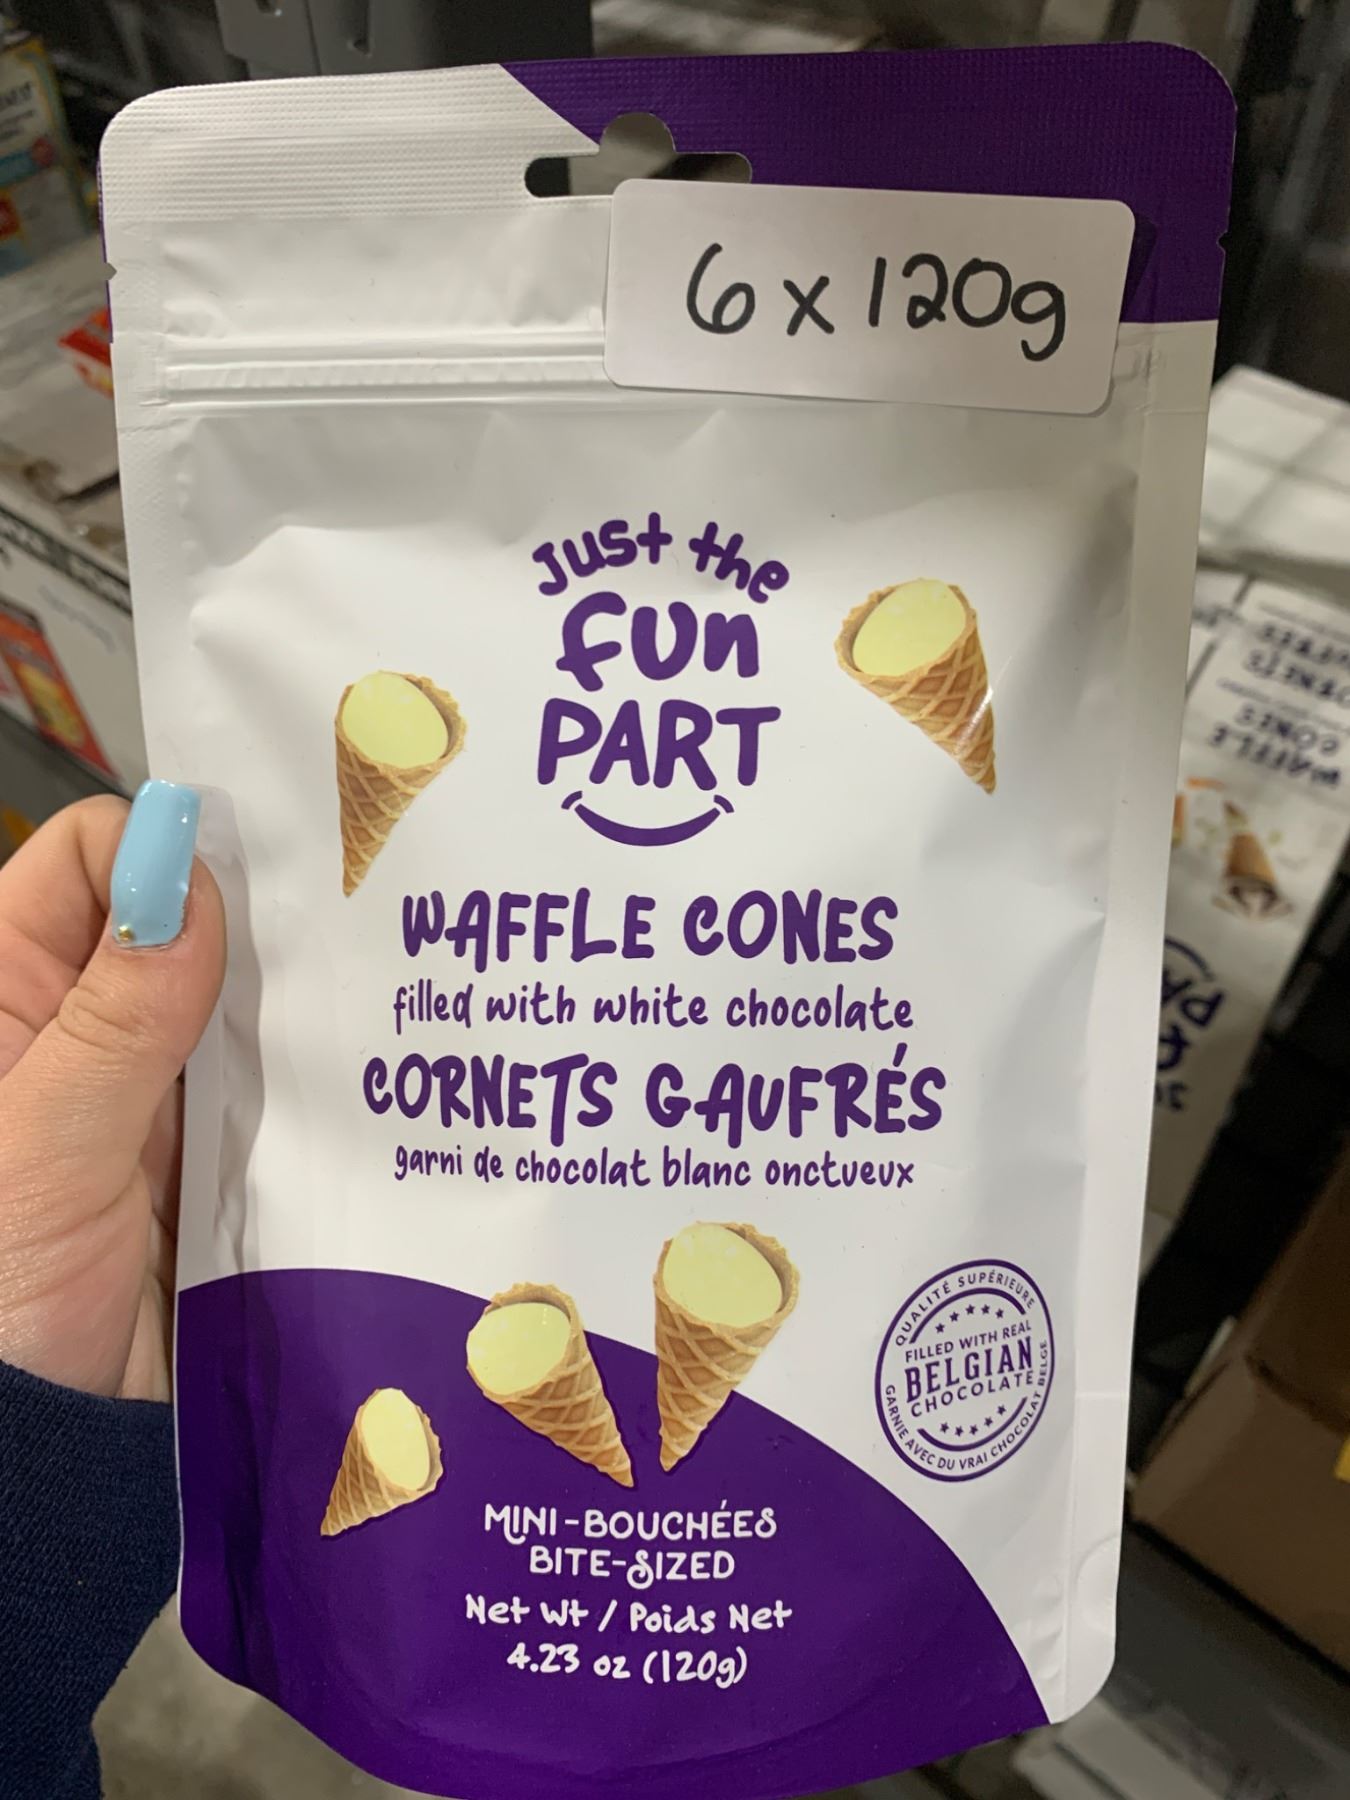 6 x 120g
Just the
FUN
PART
WAFFLE CONES
filled with white chocolate
CORNETS GAUFRÉS
garni de chocolat blanc onctueux
QUALITÉ SUPÉRIEURE
FILLED WITH REAL
BELGIAN
CHOCOLATE
GARNIE AVEC DU VRAI CHOCOLAT BELGE
MINI-BOUCHÉES
BITE-SIZED
Net Wt / Poids Net
4.23 oz (120g)
WAFFLE
CONES